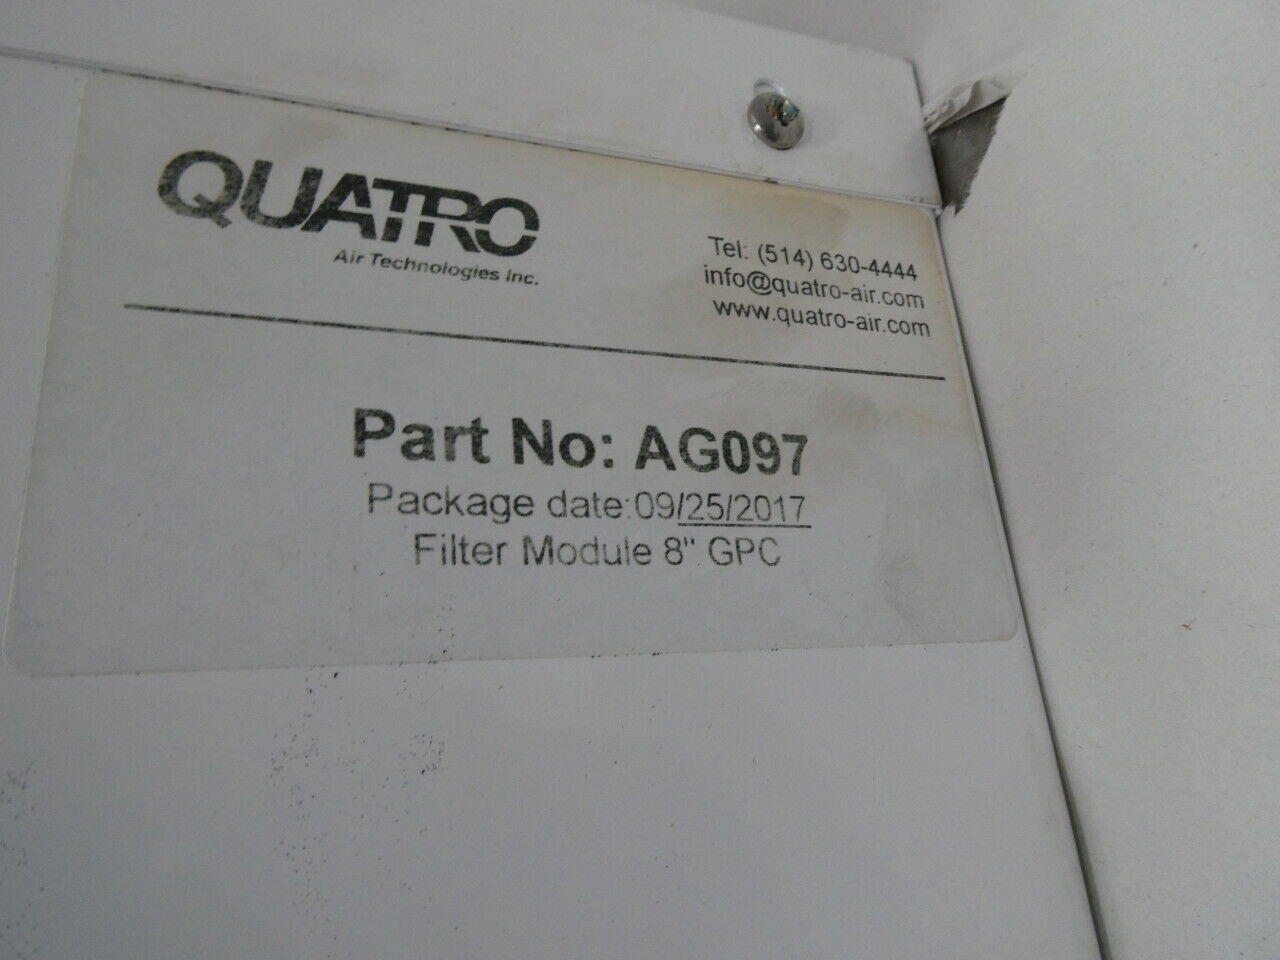 QUATRO
Air Technologies Inc.
Tel: (514) 630-4444
info@quatro-air.com
www.quatro-air.com
Part No: AG097
Package date:09/25/2017
Filter Module 8" GPC